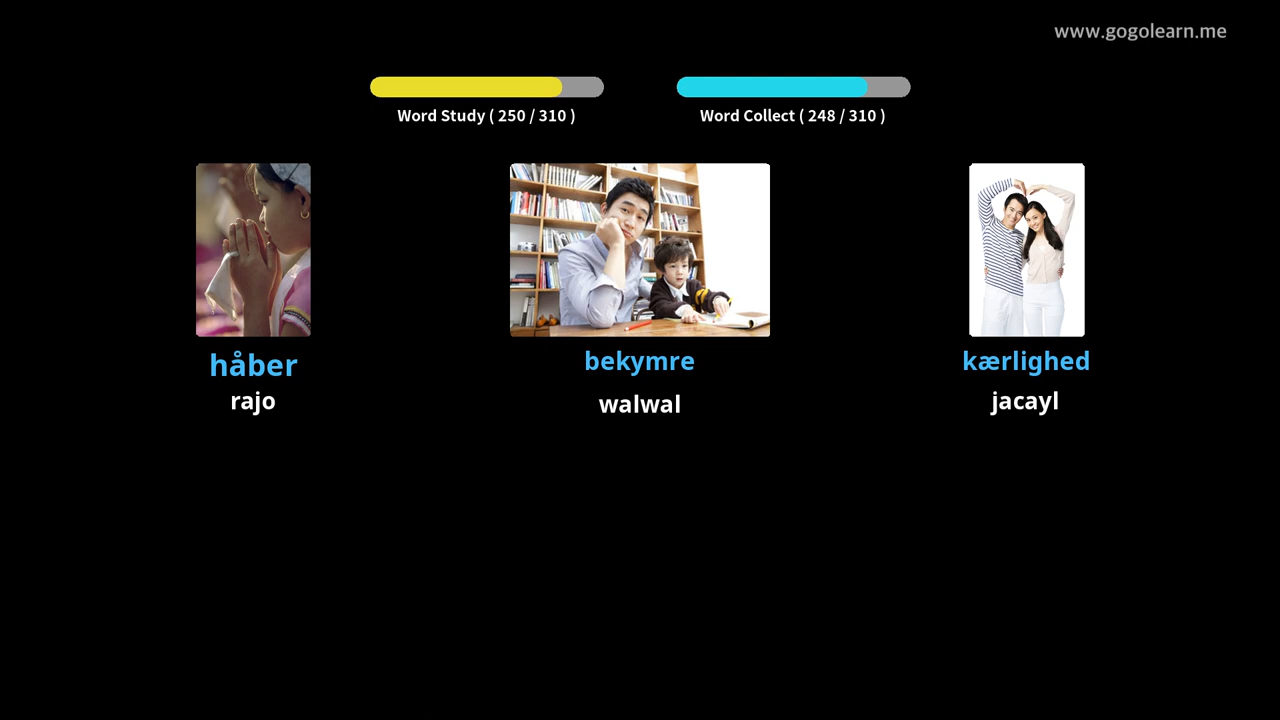 www.gogolearn.me
Word Study ( 250 / 310 )
Word Collect ( 248 / 310 )
håber
bekymre
kærlighed
rajo
walwal
jacayl